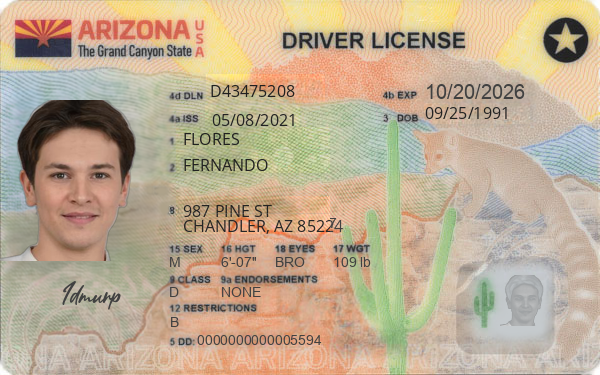 ARIZONA USA
The Grand Canyon State
DRIVER LICENSE
4d DLN D43475208
4b EXP 10/20/2026
4a ISS 05/08/2021
3 DOB 09/25/1991
1 FLORES
2 FERNANDO
8 987 PINE ST
CHANDLER, AZ 85224
15 SEX 16 HGT 18 EYES 17 WGT
M 6'-07" BRO 109 lb
9 CLASS 9a ENDORSEMENTS
D NONE
12 RESTRICTIONS
B
5 DD: 0000000000005594
ARIZONA ARIZONA ARIZONA ARIZONA